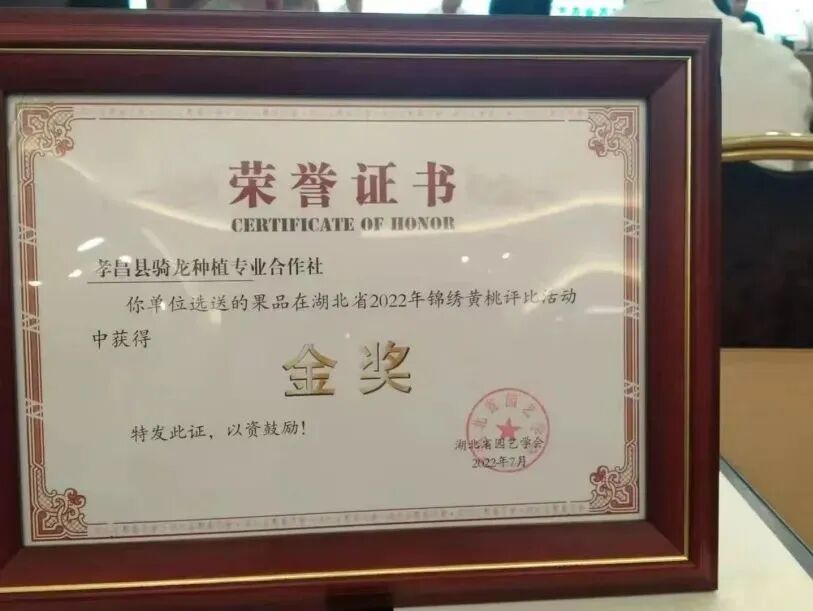 荣誉证书
CERTIFICATE OF HONOR
孝昌县骑龙种植专业合作社
你单位选送的果品在湖北省2022年锦绣黄桃评比活动
中获得
金奖
特发此证，以资鼓励！
湖北省园艺学会
2022年7月